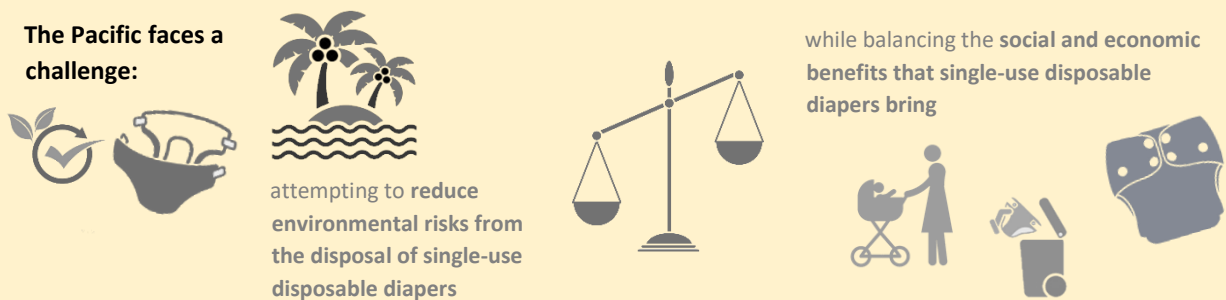 The Pacific faces a
challenge:
attempting to reduce
environmental risks from
the disposal of single-use
disposable diapers
while balancing the social and economic
benefits that single-use disposable
diapers bring